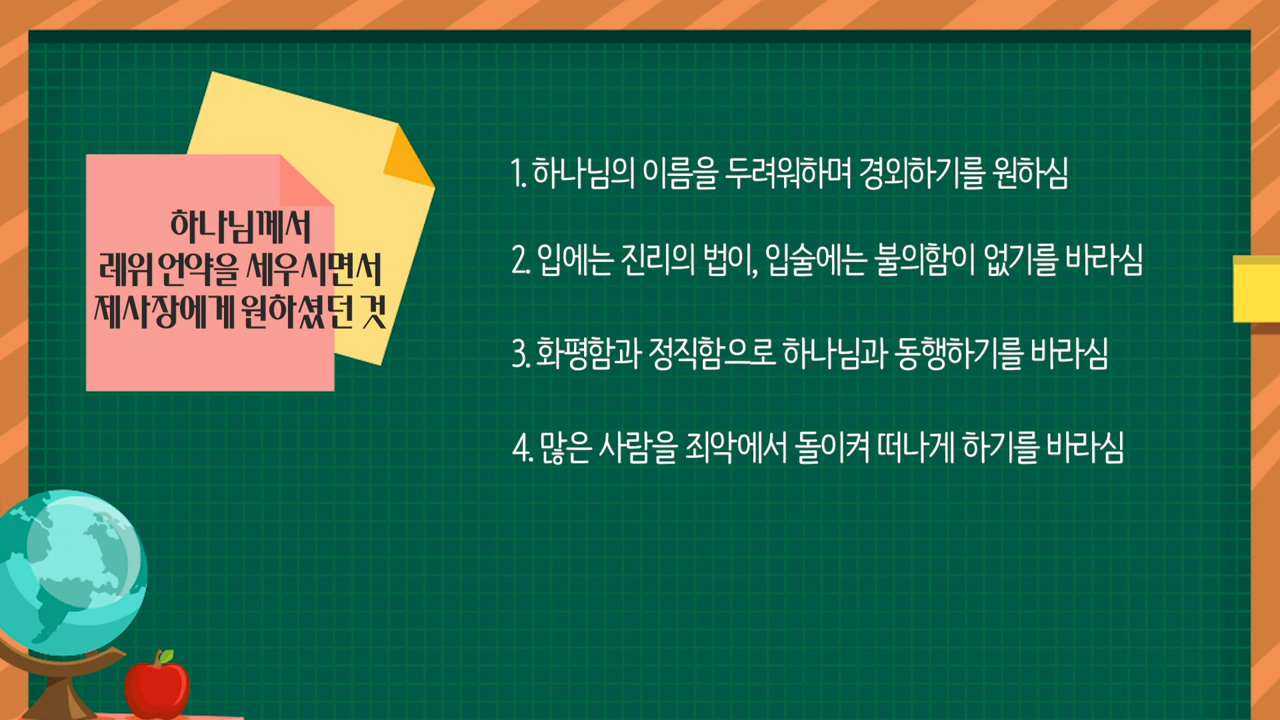 하나님께서
레위 언약을 세우시면서
제사장에게 원하셨던 것
1. 하나님의 이름을 두려워하며 경외하기를 원하심
2. 입에는 진리의 법이, 입술에는 불의함이 없기를 바라심
3. 화평함과 정직함으로 하나님과 동행하기를 바라심
4. 많은 사람을 죄악에서 돌이켜 떠나게 하기를 바라심